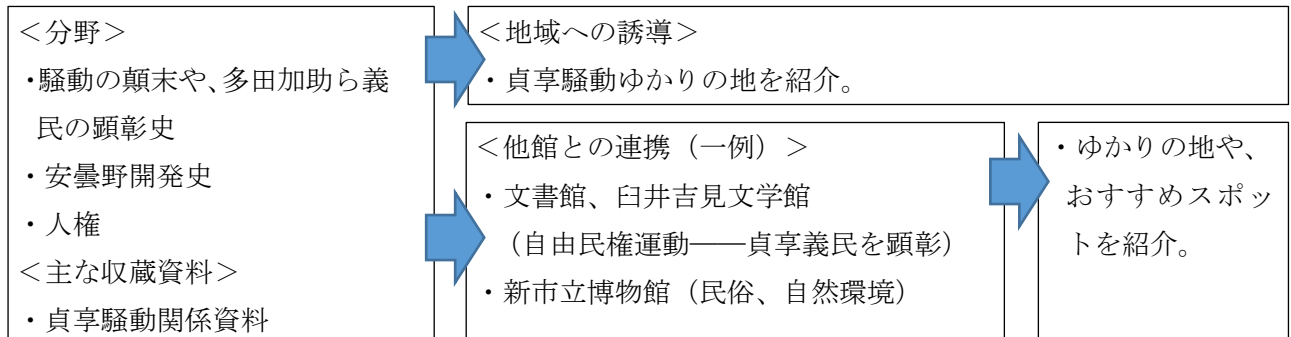 ＜分野＞
・騒動の顛末や、多田加助ら義
民の顕彰史
・安曇野開発史
・人権
＜主な収蔵資料＞
・貞享騒動関係資料
＜地域への誘導＞
・貞享騒動ゆかりの地を紹介。
＜他館との連携（一例）＞
・文書館、臼井吉見文学館
（自由民権運動――貞享義民を顕彰）
・新市立博物館（民俗、自然環境）
・ゆかりの地や、
おすすめスポッ
トを紹介。